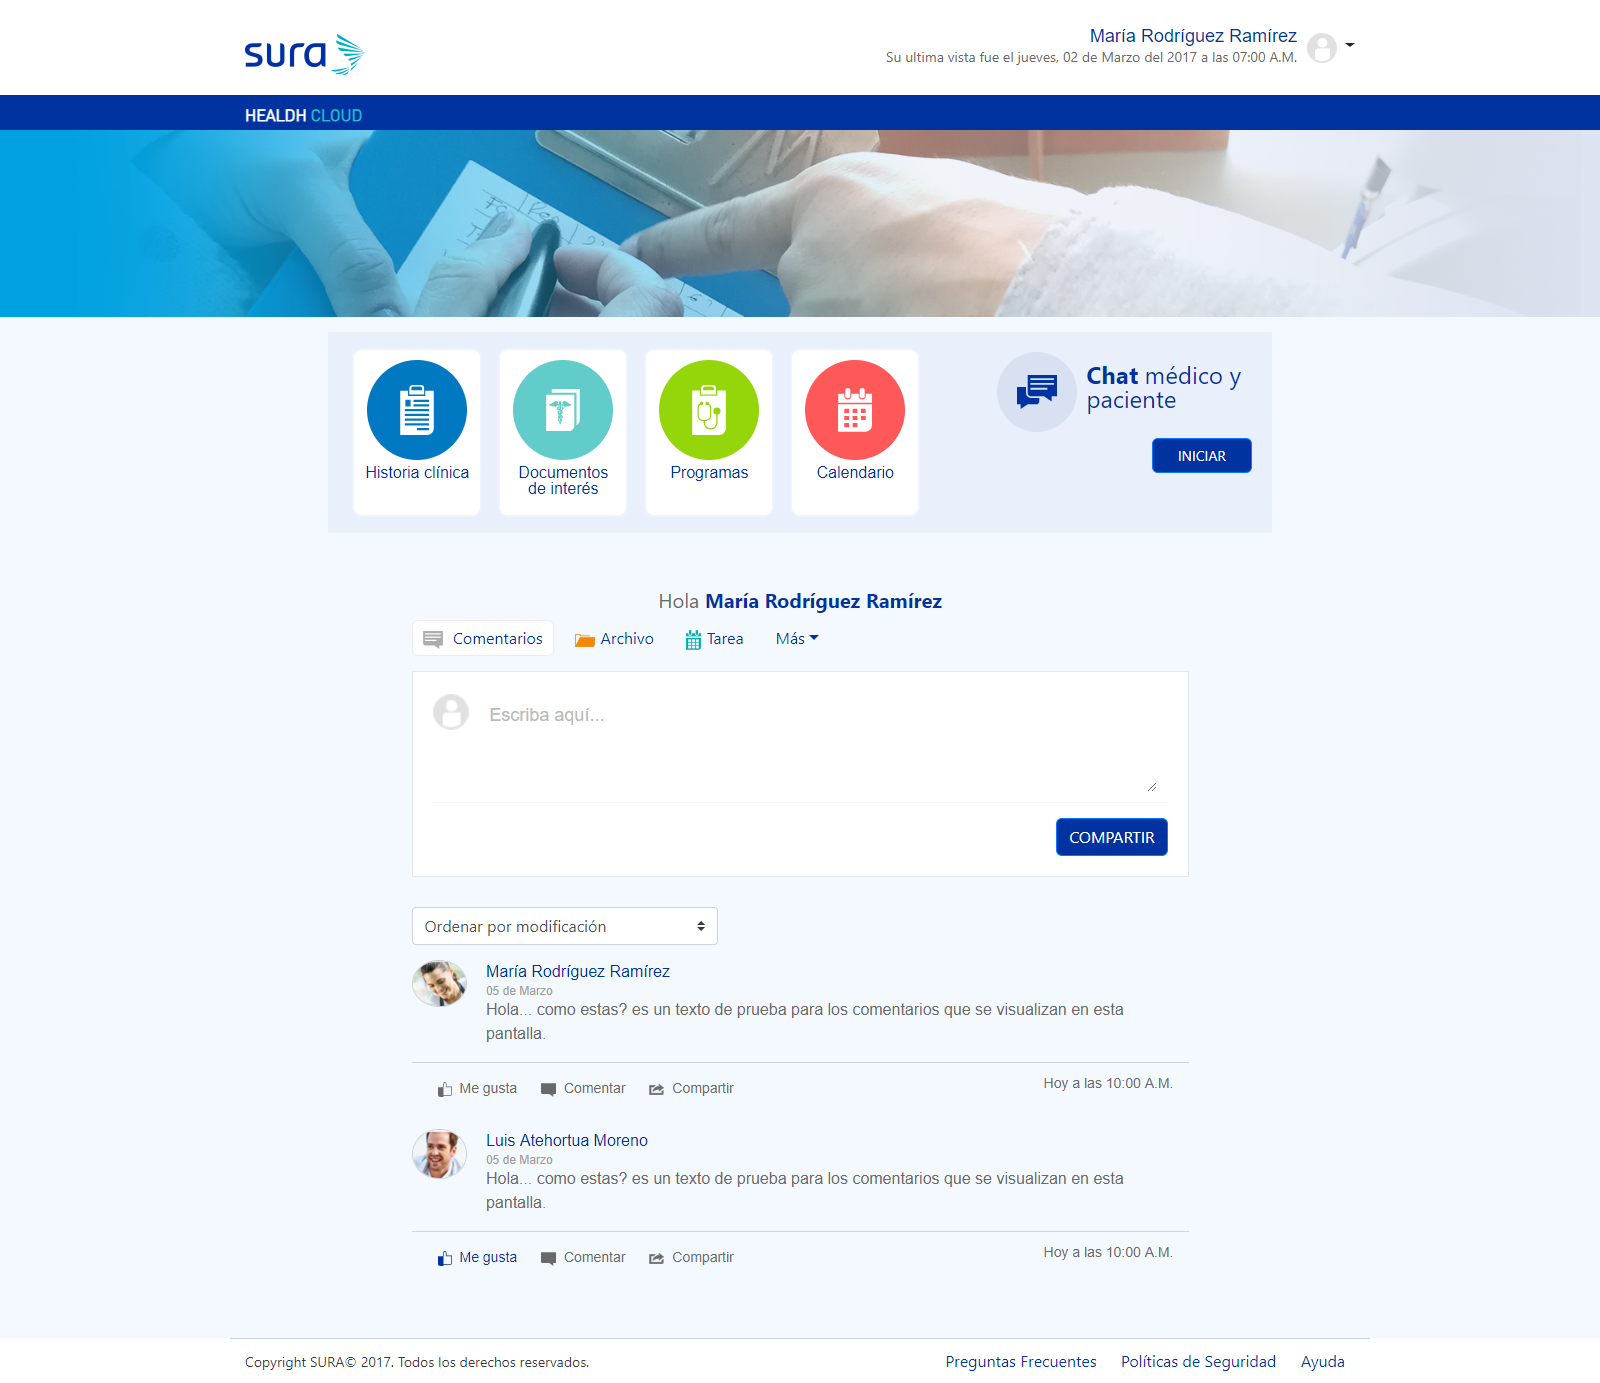 sura
María Rodríguez Ramírez
Su ultima vista fue el jueves, 02 de Marzo del 2017 a las 07:00 A.M.
HEALDH CLOUD
Historia clínica
Documentos
de interés
Programas
Calendario
Chat médico y
paciente
INICIAR
Hola María Rodríguez Ramírez
Comentarios
Archivo
Tarea
Más
Escriba aquí...
COMPARTIR
Ordenar por modificación
María Rodríguez Ramírez
05 de Marzo
Hola... como estas? es un texto de prueba para los comentarios que se visualizan en esta
pantalla.
Me gusta
Comentar
Compartir
Hoy a las 10:00 A.M.
Luis Atehortua Moreno
05 de Marzo
Hola... como estas? es un texto de prueba para los comentarios que se visualizan en esta
pantalla.
Me gusta
Comentar
Compartir
Hoy a las 10:00 A.M.
Copyright SURA© 2017. Todos los derechos reservados.
Preguntas Frecuentes
Políticas de Seguridad
Ayuda